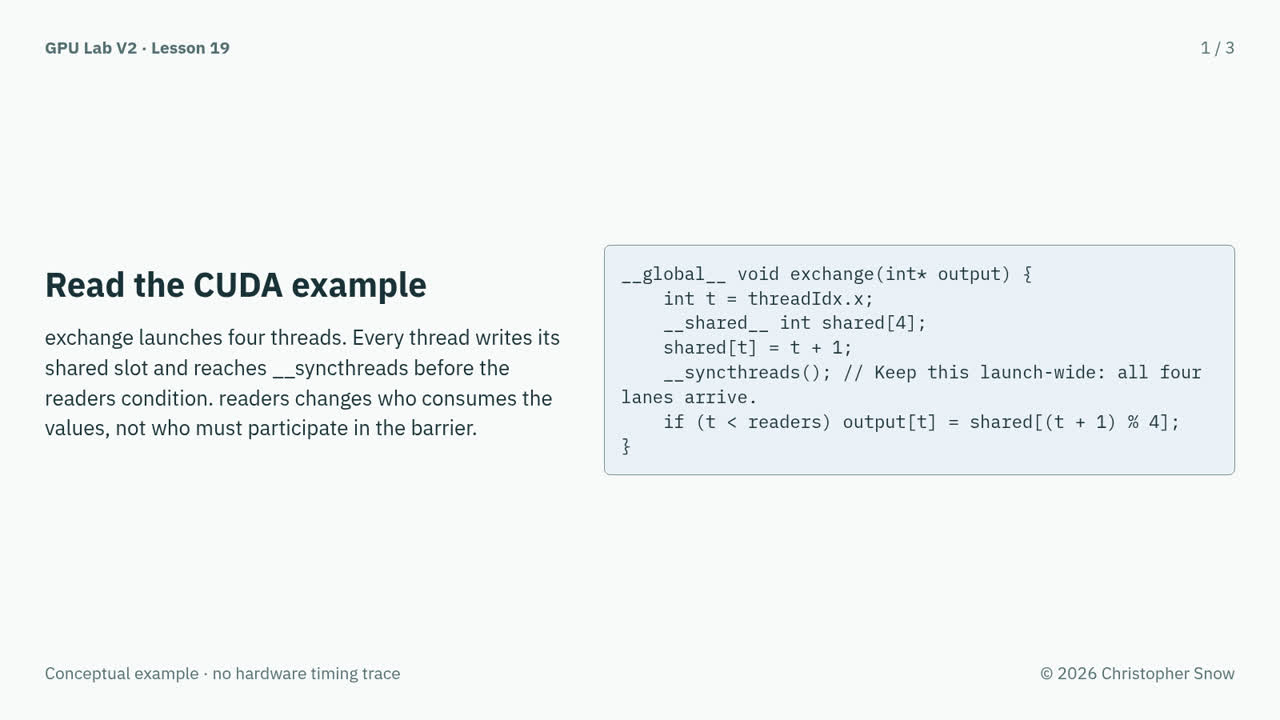 GPU Lab V2 · Lesson 19
1 / 3
Read the CUDA example
exchange launches four threads. Every thread writes its
shared slot and reaches __syncthreads before the
readers condition. readers changes who consumes the
values, not who must participate in the barrier.
__global__ void exchange(int* output) {
    int t = threadIdx.x;
    __shared__ int shared[4];
    shared[t] = t + 1;
    __syncthreads(); // Keep this launch-wide: all four
lanes arrive.
    if (t < readers) output[t] = shared[(t + 1) % 4];
}
Conceptual example · no hardware timing trace
© 2026 Christopher Snow